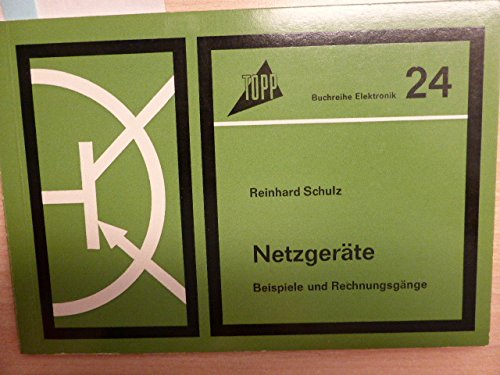 TOPP
Buchreihe Elektronik 24
Reinhard Schulz
Netzgeräte
Beispiele und Rechnungsgänge